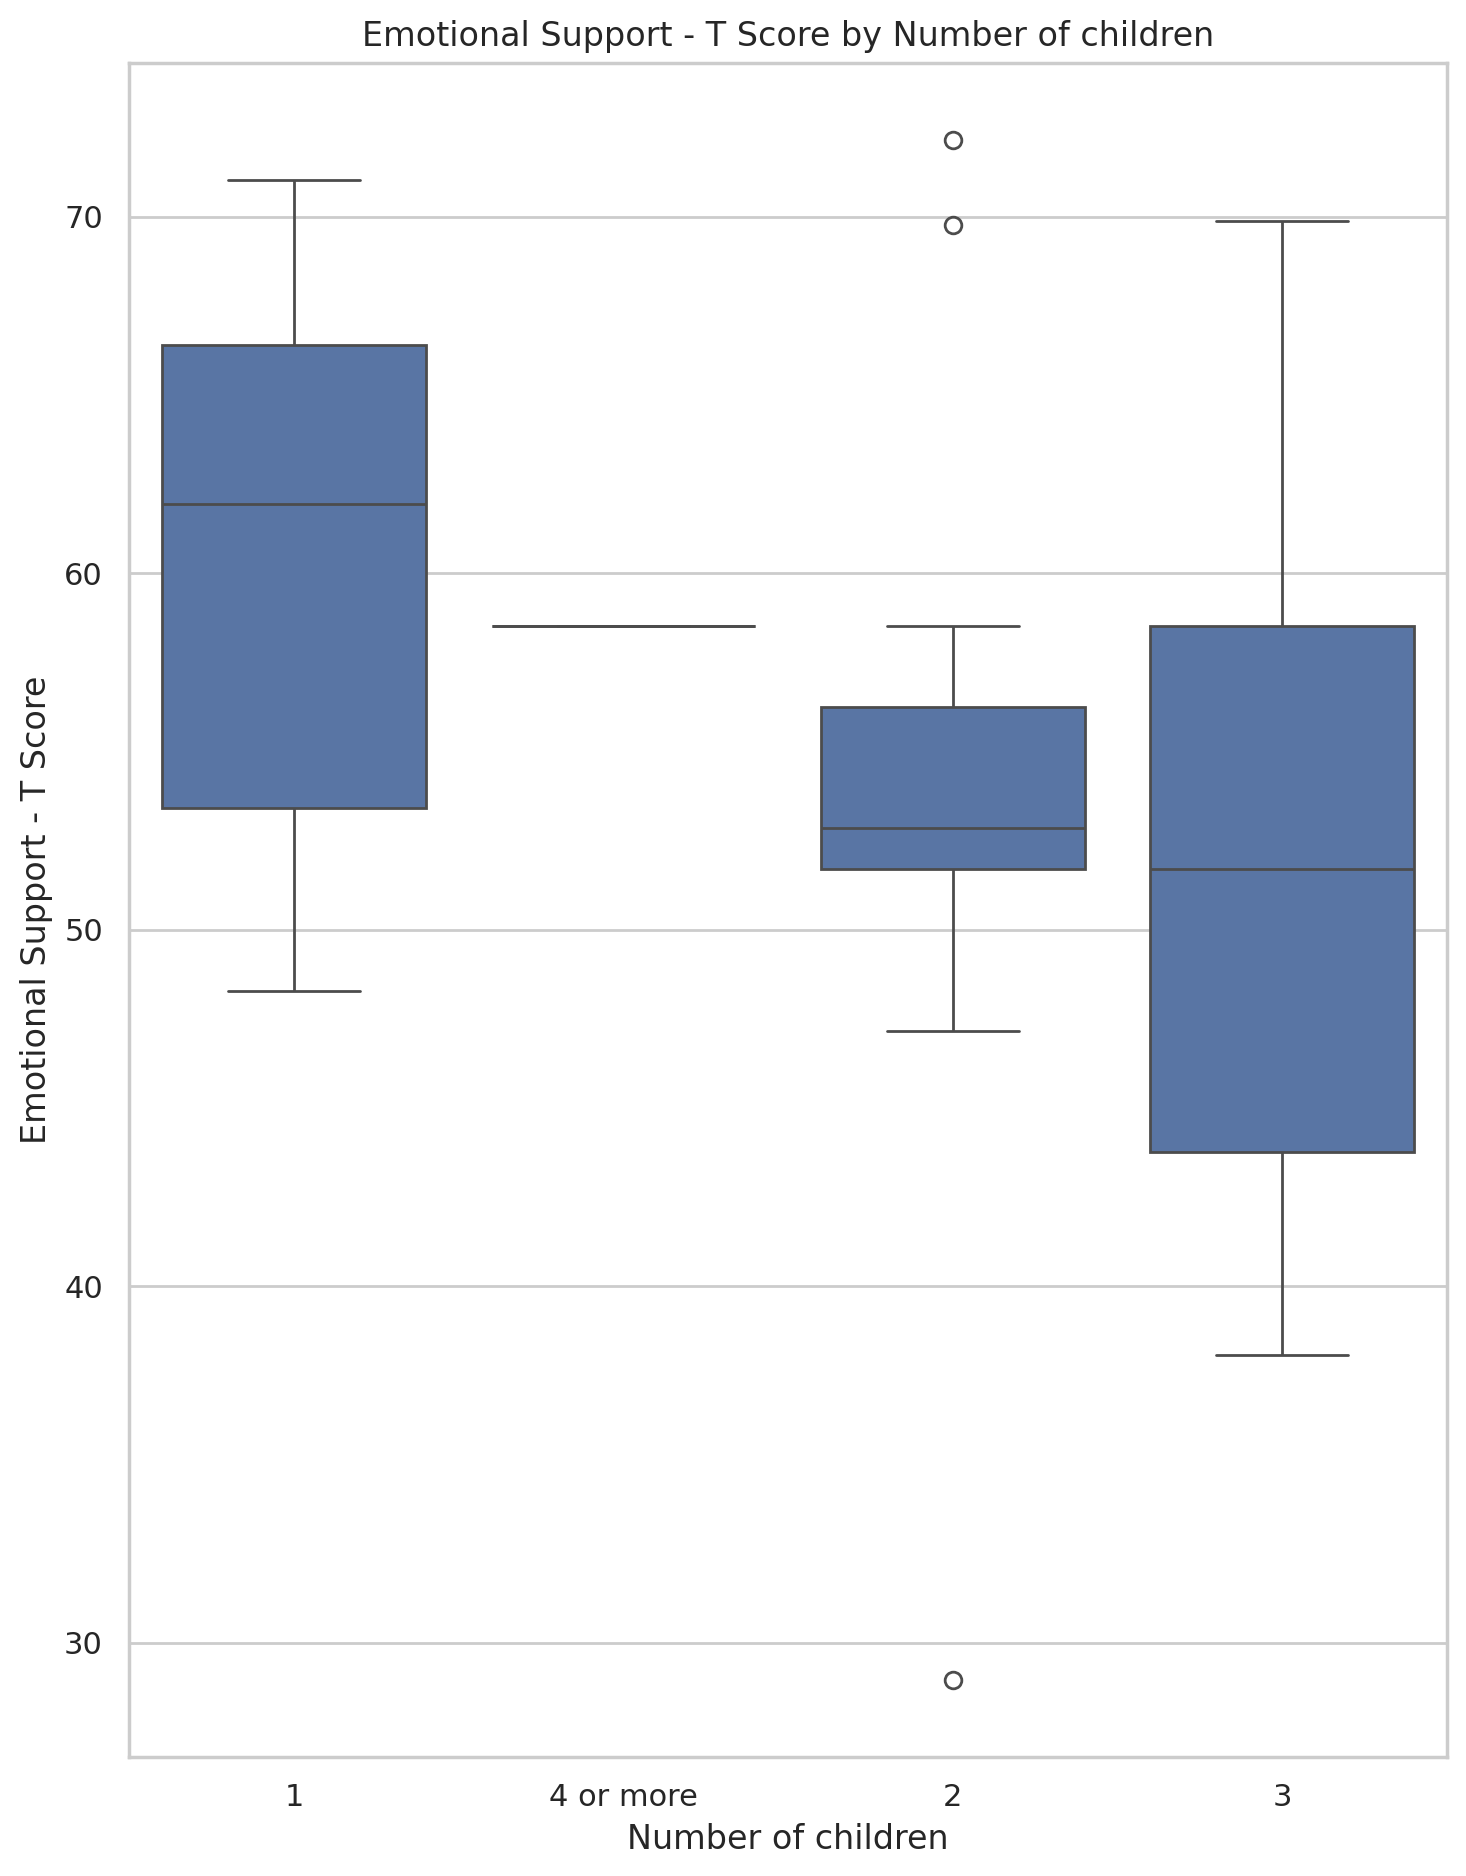 Emotional Support - T Score by Number of children
Emotional Support - T Score
70
60
50
40
30
1 4 or more 2 3
Number of children